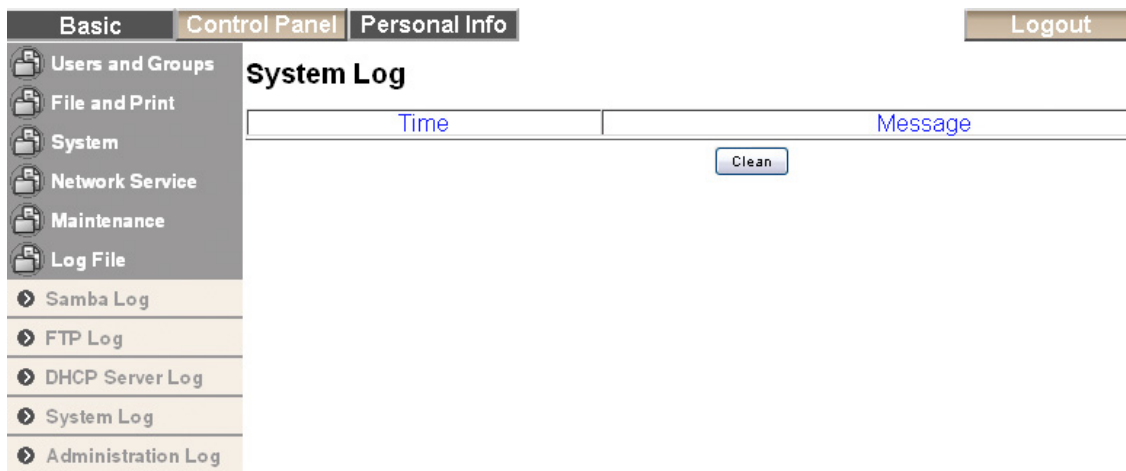 Basic Control Panel Personal Info Logout
Users and Groups
File and Print
System
Network Service
Maintenance
Log File
Samba Log
FTP Log
DHCP Server Log
System Log
Administration Log
System Log
Time Message
Clean